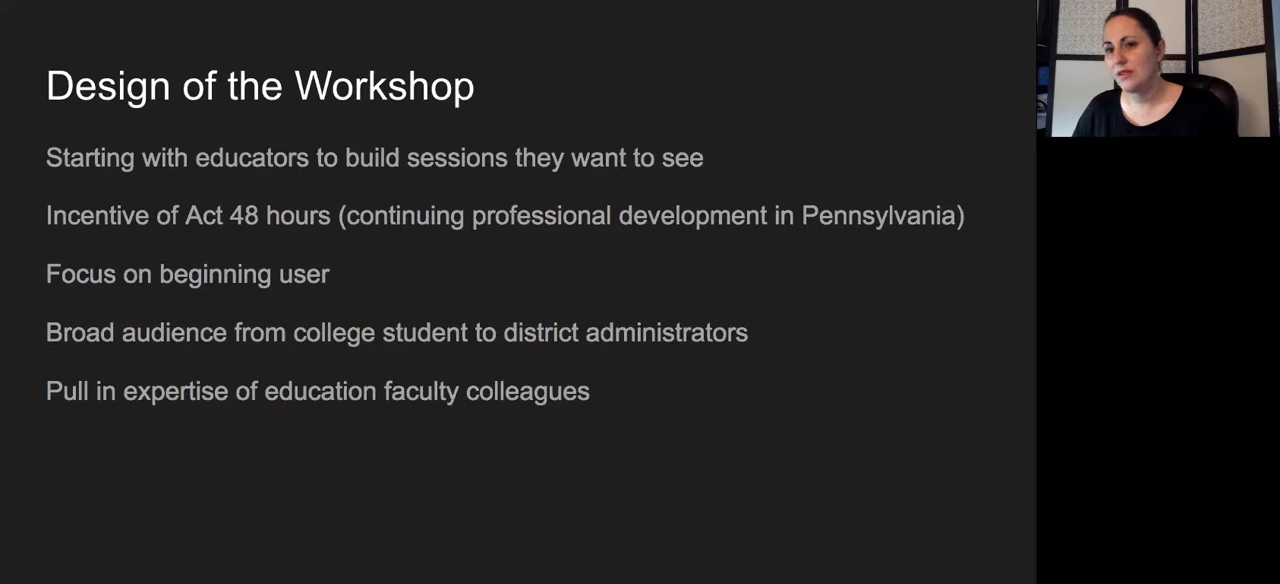 Design of the Workshop
Starting with educators to build sessions they want to see
Incentive of Act 48 hours (continuing professional development in Pennsylvania)
Focus on beginning user
Broad audience from college student to district administrators
Pull in expertise of education faculty colleagues